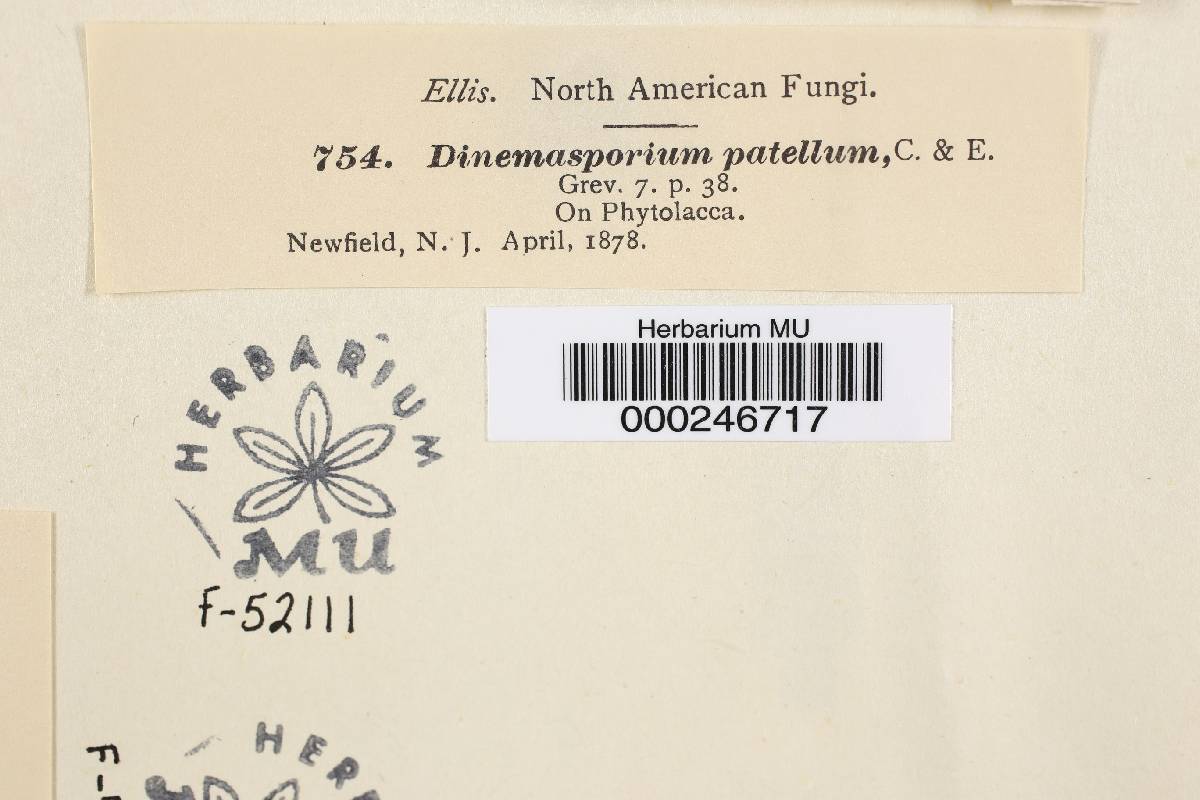 Ellis. North American Fungi.
754. Dinemasporium patellum, C. & E.
Grev. 7. p. 38.
On Phytolacca.
Newfield, N. J. April, 1878.
Herbarium MU
000246717
HERBARIUM
MU
F-52111
HER
F-